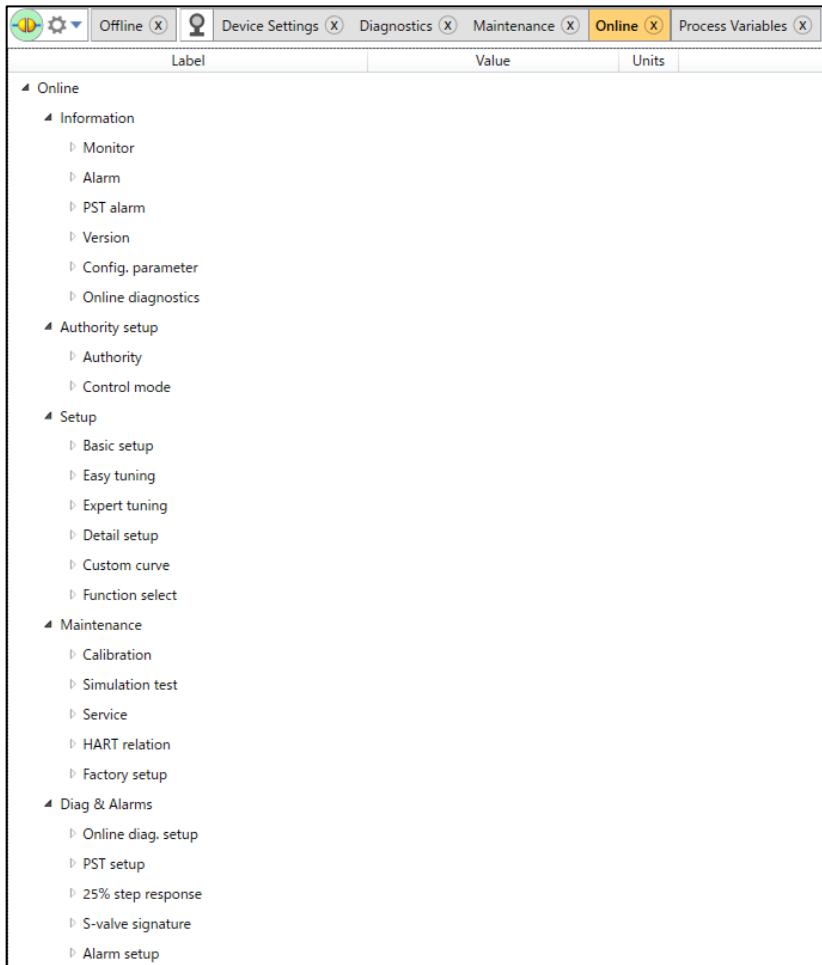 Offline Device Settings Diagnostics Maintenance Online Process Variables
Label Value Units
Online
Information
Monitor
Alarm
PST alarm
Version
Config. parameter
Online diagnostics
Authority setup
Authority
Control mode
Setup
Basic setup
Easy tuning
Expert tuning
Detail setup
Custom curve
Function select
Maintenance
Calibration
Simulation test
Service
HART relation
Factory setup
Diag & Alarms
Online diag. setup
PST setup
25% step response
S-valve signature
Alarm setup